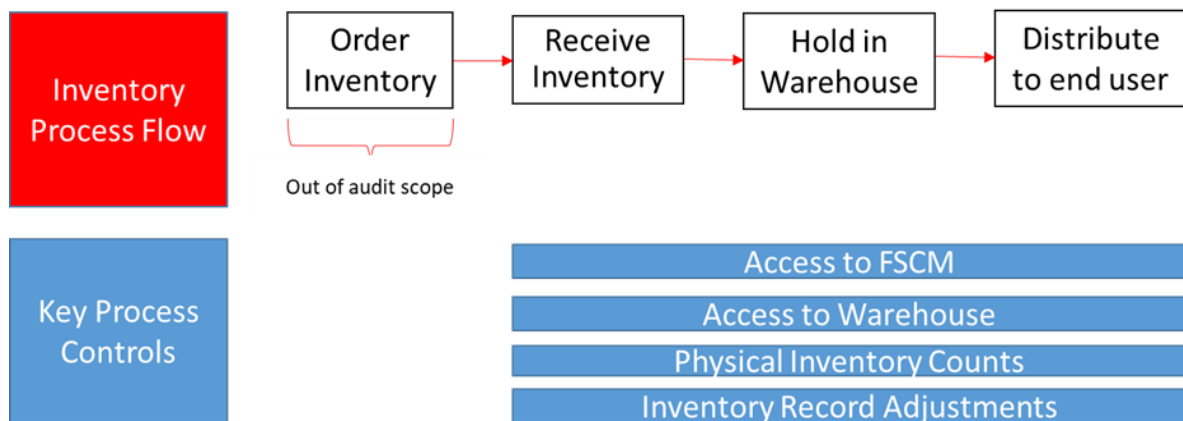 Inventory
Process Flow
Order
Inventory
Receive
Inventory
Hold in
Warehouse
Distribute
to end user
Out of audit scope
Key Process
Controls
Access to FSCM
Access to Warehouse
Physical Inventory Counts
Inventory Record Adjustments